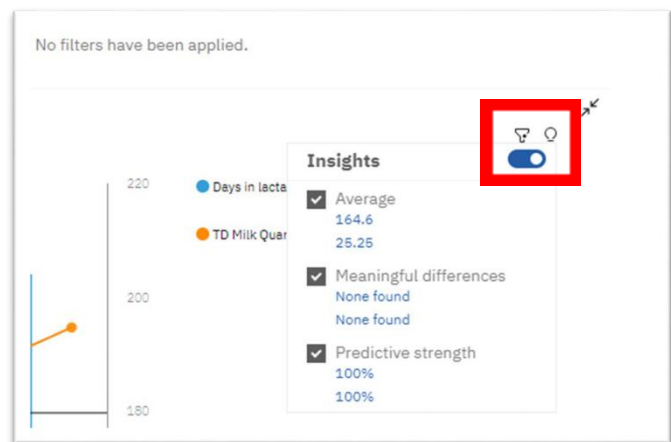 No filters have been applied.
Insights
220
Days in lacta
Average
164.6
TD Milk Quar
25.25
Meaningful differences
200
None found
None found
Predictive strength
100%
180
100%